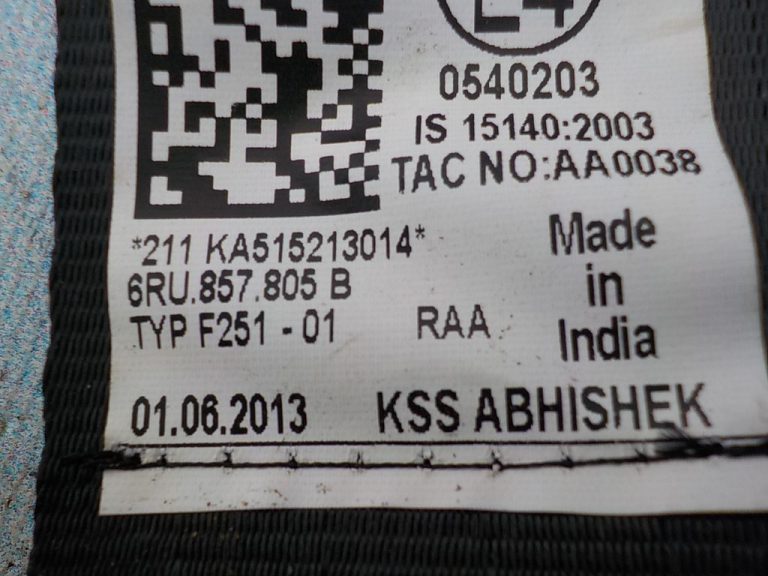 E4
0540203
IS 15140:2003
TAC NO:AA0038
*211 KA515213014*
6RU.857.805 B
TYP F251 - 01 RAA
Made
in
India
01.06.2013 KSS ABHISHEK